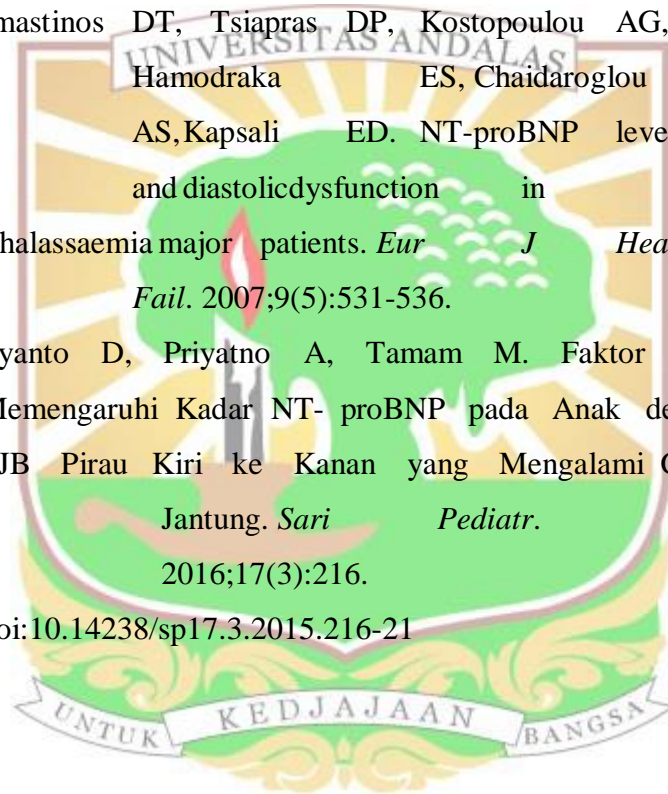 mastinos DT, Tsiapras DP, Kostopoulou AG,
UNIVERSITAS ANDALAS
Hamodraka ES, Chaidaroglou
AS,Kapsali ED. NT-proBNP leve
and diastolicdysfunction in
halassaemia major patients. Eur J Hea
Fail. 2007;9(5):531-536.
yanto D, Priyatno A, Tamam M. Faktor
Memengaruhi Kadar NT- proBNP pada Anak de
JB Pirau Kiri ke Kanan yang Mengalami G
Jantung. Sari Pediatr.
2016;17(3):216.
oi:10.14238/sp17.3.2015.216-21
UNTUK KEDJAJAAN BANGSA